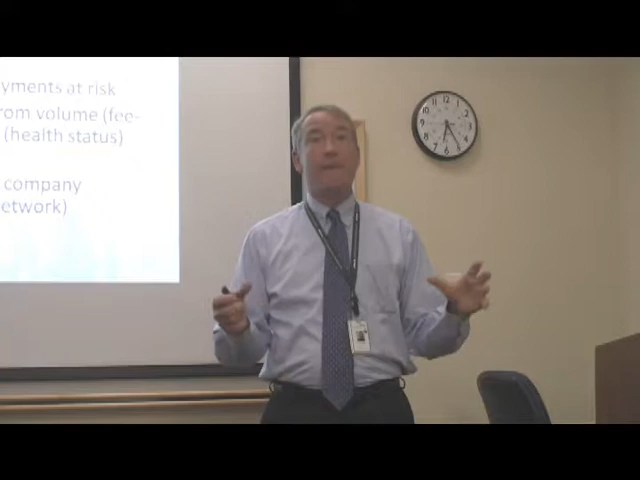 yments at risk
rom volume (fee-
(health status)
company
etwork)